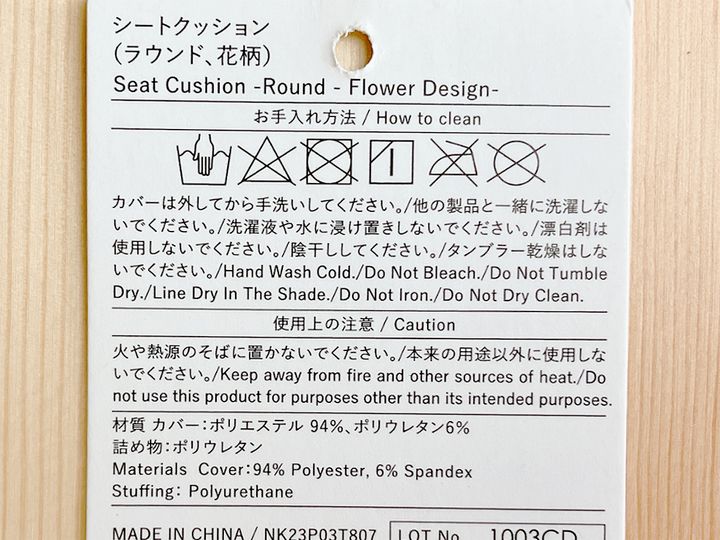 シートクッション
（ラウンド、花柄）
Seat Cushion -Round - Flower Design-
お手入れ方法 / How to clean
カバーは外してから手洗いしてください。/他の製品と一緒に洗濯しな
いでください。/洗濯液や水に浸け置きしないでください。/漂白剤は
使用しないでください。/陰干ししてください。/タンブラー乾燥はしな
いでください。/Hand Wash Cold./Do Not Bleach./Do Not Tumble
Dry./Line Dry In The Shade./Do Not Iron./Do Not Dry Clean.
使用上の注意 / Caution
火や熱源のそばに置かないでください。/本来の用途以外に使用しな
いでください。/Keep away from fire and other sources of heat./Do
not use this product for purposes other than its intended purposes.
材質 カバー：ポリエステル 94%、ポリウレタン6%
詰め物：ポリウレタン
Materials Cover:94% Polyester, 6% Spandex
Stuffing: Polyurethane
MADE IN CHINA / NK23P03T807 LOT No. 1003CD